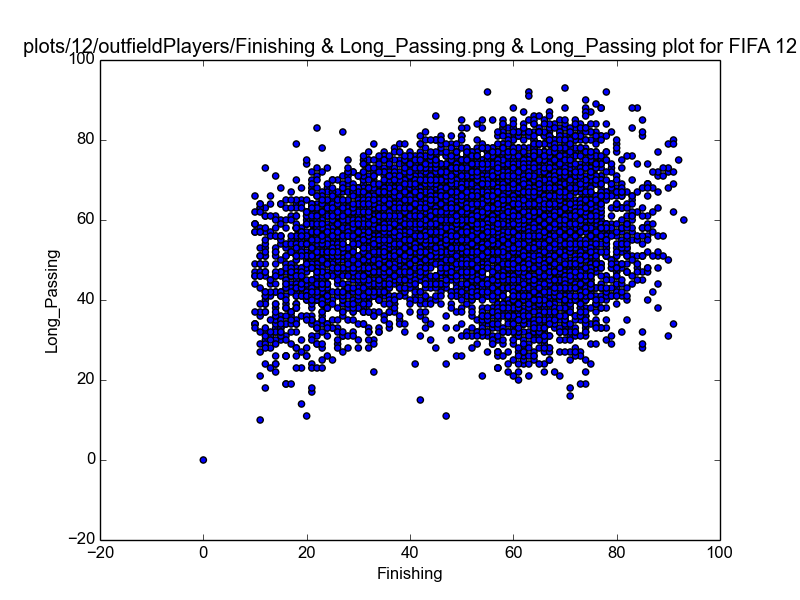 plots/12/outfieldPlayers/Finishing & Long_Passing.png & Long_Passing plot for FIFA 12
100
80
60
40
20
0
−20
Long_Passing
−20 0 20 40 60 80 100
Finishing